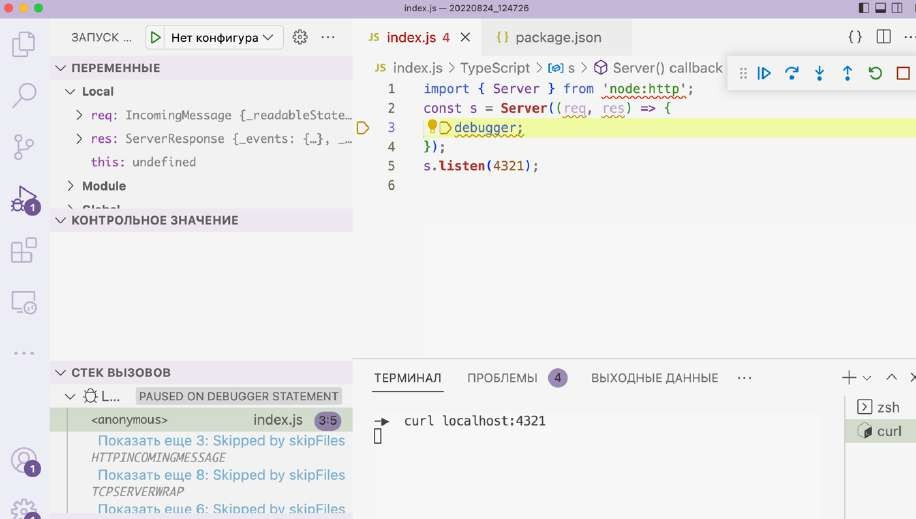 index.js — 20220824_124726
ЗАПУСК ...
Нет конфигура
JS index.js 4
{} package.json
JS index.js > TypeScript > s > Server() callback
ПЕРЕМЕННЫЕ
Local
req: IncomingMessage {_readableState…
res: ServerResponse {_events: {…}, _…
this: undefined
Module
Global
КОНТРОЛЬНОЕ ЗНАЧЕНИЕ
СТЕК ВЫЗОВОВ
L... PAUSED ON DEBUGGER STATEMENT
<anonymous> index.js 3:5
Показать еще 3: Skipped by skipFiles
HTTPINCOMINGMESSAGE
Показать еще 8: Skipped by skipFiles
TCPSERVERWRAP
Показать еще 6: Skipped by skipFiles
1
1
1 import { Server } from 'node:http';
2 const s = Server((req, res) => {
3 debugger;
4 });
5 s.listen(4321);
6
ТЕРМИНАЛ ПРОБЛЕМЫ 4 ВЫХОДНЫЕ ДАННЫЕ ...
curl localhost:4321
zsh
curl